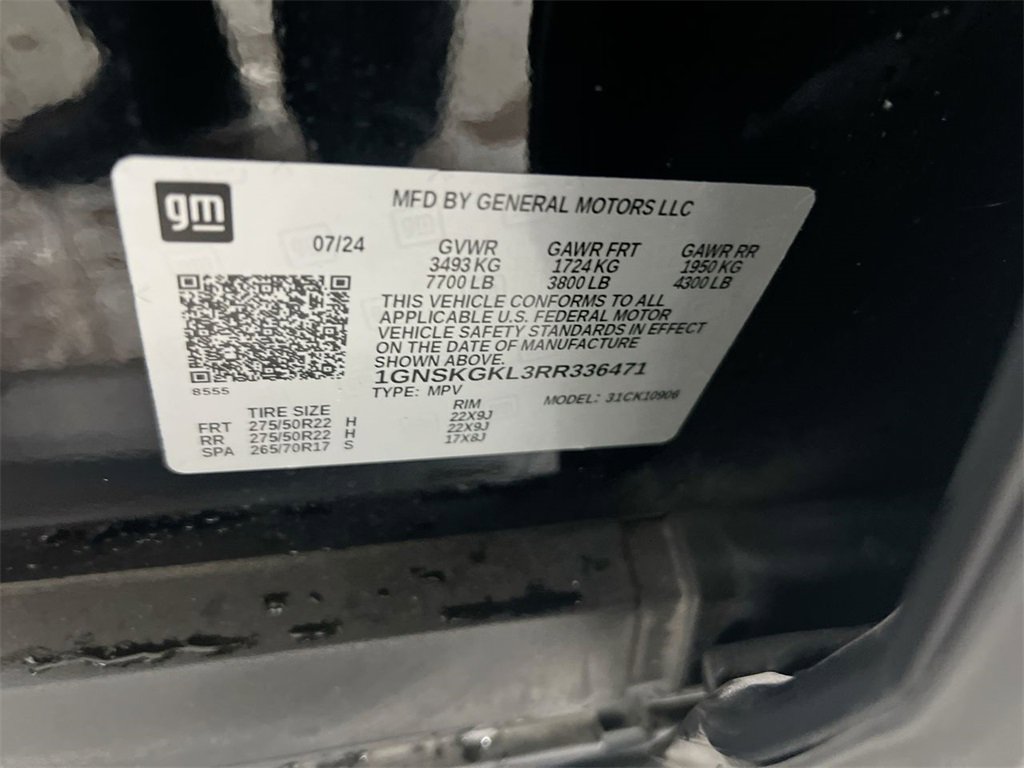 gm
MFD BY GENERAL MOTORS LLC
07/24 GVWR GAWR FRT GAWR RR
3493 KG 1724 KG 1950 KG
7700 LB 3800 LB 4300 LB
THIS VEHICLE CONFORMS TO ALL
APPLICABLE U.S. FEDERAL MOTOR
VEHICLE SAFETY STANDARDS IN EFFECT
ON THE DATE OF MANUFACTURE
SHOWN ABOVE.
1GNSKGKL3RR336471
8555 TYPE: MPV MODEL: 31CK10906
TIRE SIZE RIM
FRT 275/50R22 H 22X9J
RR 275/50R22 H 22X9J
SPA 265/70R17 S 17X8J